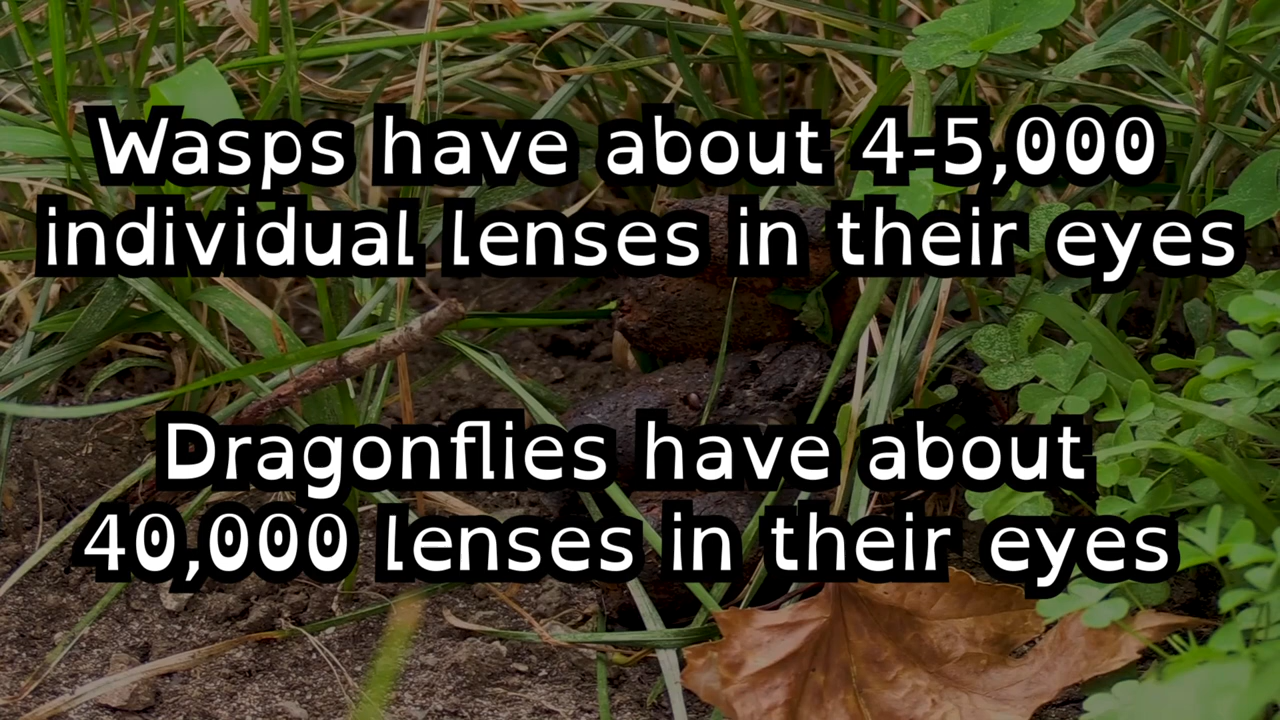 Wasps have about 4-5,000
individual lenses in their eyes
Dragonflies have about
40,000 lenses in their eyes